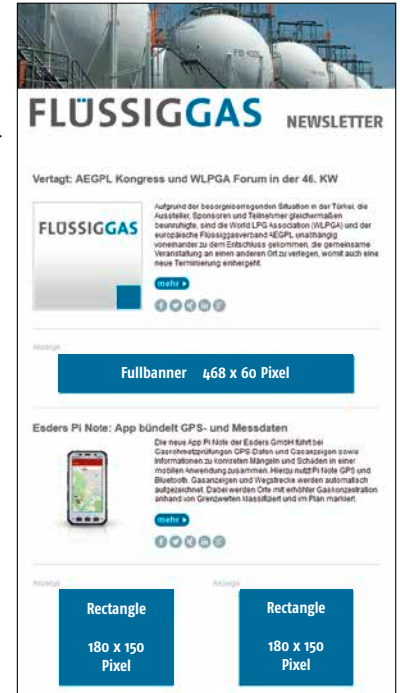 FLÜSSIGGAS NEWSLETTER
Vertagt: AEGPL Kongress und WLPGA Forum in der 46. KW
FLÜSSIGGAS
Aufgrund der besorgniserregenden Situation in der Türkei, die
Aussteller, Sponsoren und Teilnehmer gleichermaßen
beunruhigte, sind die World LPG Association (WLPGA) und der
europäische Flüssiggasverband AEGPL unabhängig
voneinander zu dem Entschluss gekommen, die gemeinsame
Veranstaltung an einen anderen Ort zu verlegen, womit auch eine
neue Terminierung einhergeht.
mehr
Anzeige
Fullbanner 468 x 60 Pixel
Esders Pi Note: App bündelt GPS- und Messdaten
Die neue App Pi Note der Esders GmbH führt bei
Gasrohrnetzprüfungen GPS-Daten und Gasanzeigen sowie
Informationen zu konkreten Mängeln und Schäden in einer
mobilen Anwendung zusammen. Hierzu nutzt Pi Note GPS und
Bluetooth. Gasanzeigen und Wegstrecke werden automatisch
aufgezeichnet. Dabei werden Orte mit erhöhter Gaskonzentration
anhand von Grenzwerten klassifiziert und im Plan markiert.
mehr
Anzeige Anzeige
Rectangle
180 x 150
Pixel
Rectangle
180 x 150
Pixel